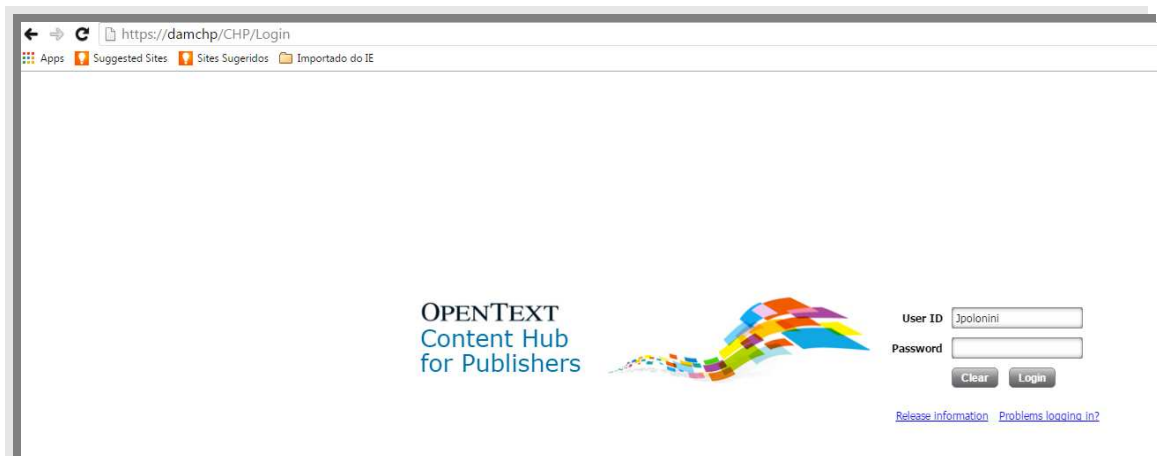 https://damchp/CHP/Login
Apps Suggested Sites Sites Sugeridos Importado do IE
OPENTEXT
Content Hub
for Publishers
User ID Jpolonini
Password
Clear Login
Release information Problems logging in?